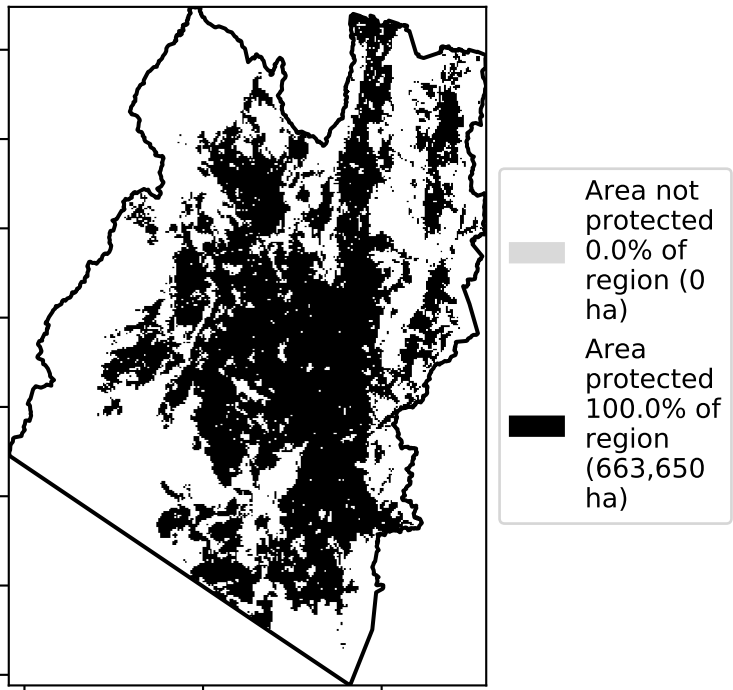 Area not
protected
0.0% of
region (0
ha)
Area
protected
100.0% of
region
(663,650
ha)